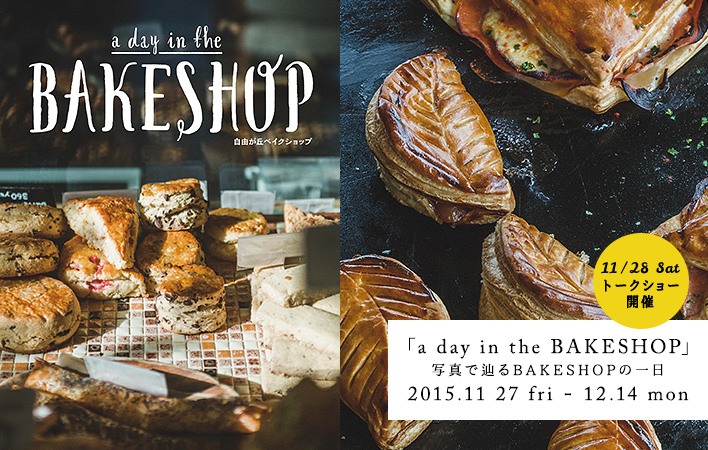 a day in the
BAKESHOP
自由が丘ベイクショップ
11/28 Sat
トークショー
開催
「a day in the BAKESHOP」
写真で辿るBAKESHOPの一日
2015.11 27 fri - 12.14 mon